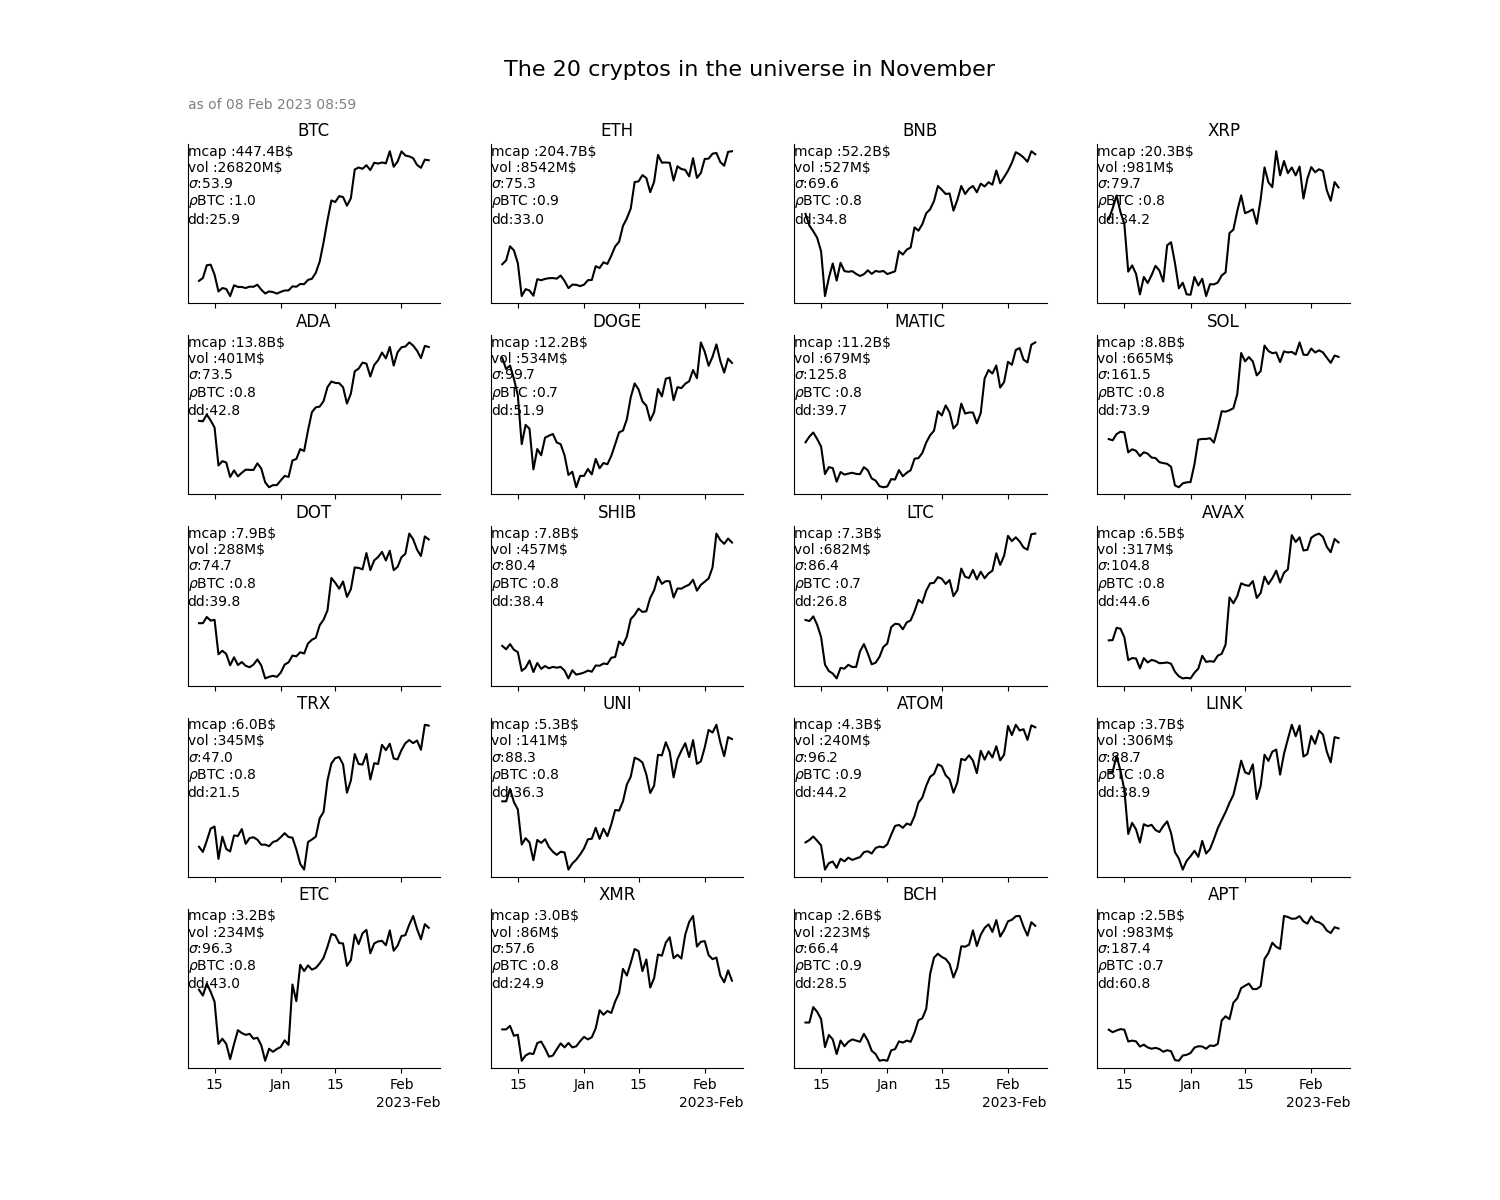 The 20 cryptos in the universe in November
as of 08 Feb 2023 08:59
BTC
mcap :447.4B$
vol :26820M$
σ:53.9
ρBTC :1.0
dd:25.9
ETH
mcap :204.7B$
vol :8542M$
σ:75.3
ρBTC :0.9
dd:33.0
BNB
mcap :52.2B$
vol :527M$
σ:69.6
ρBTC :0.8
dd:34.8
XRP
mcap :20.3B$
vol :981M$
σ:79.7
ρBTC :0.8
dd:34.2
ADA
mcap :13.8B$
vol :401M$
σ:73.5
ρBTC :0.8
dd:42.8
DOGE
mcap :12.2B$
vol :534M$
σ:99.7
ρBTC :0.7
dd:51.9
MATIC
mcap :11.2B$
vol :679M$
σ:125.8
ρBTC :0.8
dd:39.7
SOL
mcap :8.8B$
vol :665M$
σ:161.5
ρBTC :0.8
dd:73.9
DOT
mcap :7.9B$
vol :288M$
σ:74.7
ρBTC :0.8
dd:39.8
SHIB
mcap :7.8B$
vol :457M$
σ:80.4
ρBTC :0.8
dd:38.4
LTC
mcap :7.3B$
vol :682M$
σ:86.4
ρBTC :0.7
dd:26.8
AVAX
mcap :6.5B$
vol :317M$
σ:104.8
ρBTC :0.8
dd:44.6
TRX
mcap :6.0B$
vol :345M$
σ:47.0
ρBTC :0.8
dd:21.5
UNI
mcap :5.3B$
vol :141M$
σ:88.3
ρBTC :0.8
dd:36.3
ATOM
mcap :4.3B$
vol :240M$
σ:96.2
ρBTC :0.9
dd:44.2
LINK
mcap :3.7B$
vol :306M$
σ:88.7
ρBTC :0.8
dd:38.9
ETC
mcap :3.2B$
vol :234M$
σ:96.3
ρBTC :0.8
dd:43.0
XMR
mcap :3.0B$
vol :86M$
σ:57.6
ρBTC :0.8
dd:24.9
BCH
mcap :2.6B$
vol :223M$
σ:66.4
ρBTC :0.9
dd:28.5
APT
mcap :2.5B$
vol :983M$
σ:187.4
ρBTC :0.7
dd:60.8
15 Jan 15 Feb
2023-Feb
15 Jan 15 Feb
2023-Feb
15 Jan 15 Feb
2023-Feb
15 Jan 15 Feb
2023-Feb